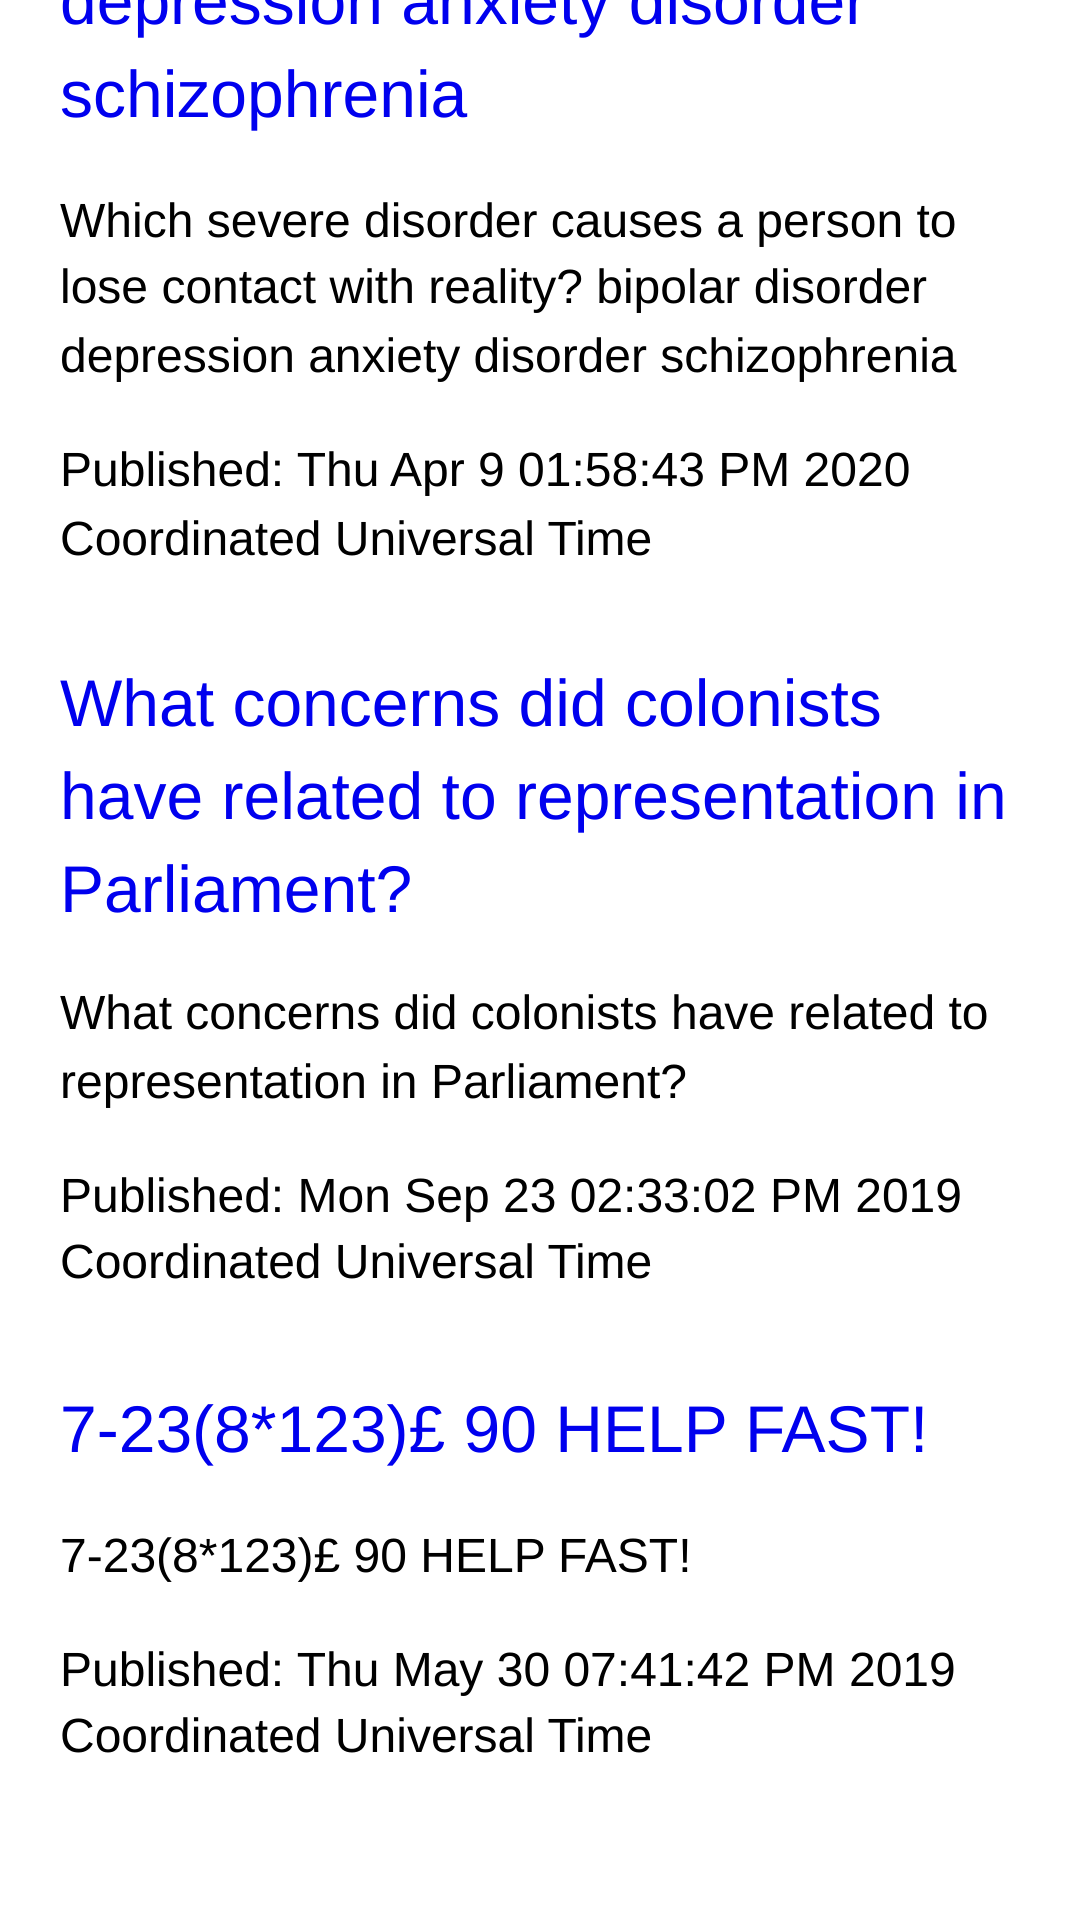 depression anxiety disorder
schizophrenia
Which severe disorder causes a person to
lose contact with reality? bipolar disorder
depression anxiety disorder schizophrenia
Published: Thu Apr 9 01:58:43 PM 2020
Coordinated Universal Time
What concerns did colonists
have related to representation in
Parliament?
What concerns did colonists have related to
representation in Parliament?
Published: Mon Sep 23 02:33:02 PM 2019
Coordinated Universal Time
7-23(8*123)£ 90 HELP FAST!
7-23(8*123)£ 90 HELP FAST!
Published: Thu May 30 07:41:42 PM 2019
Coordinated Universal Time